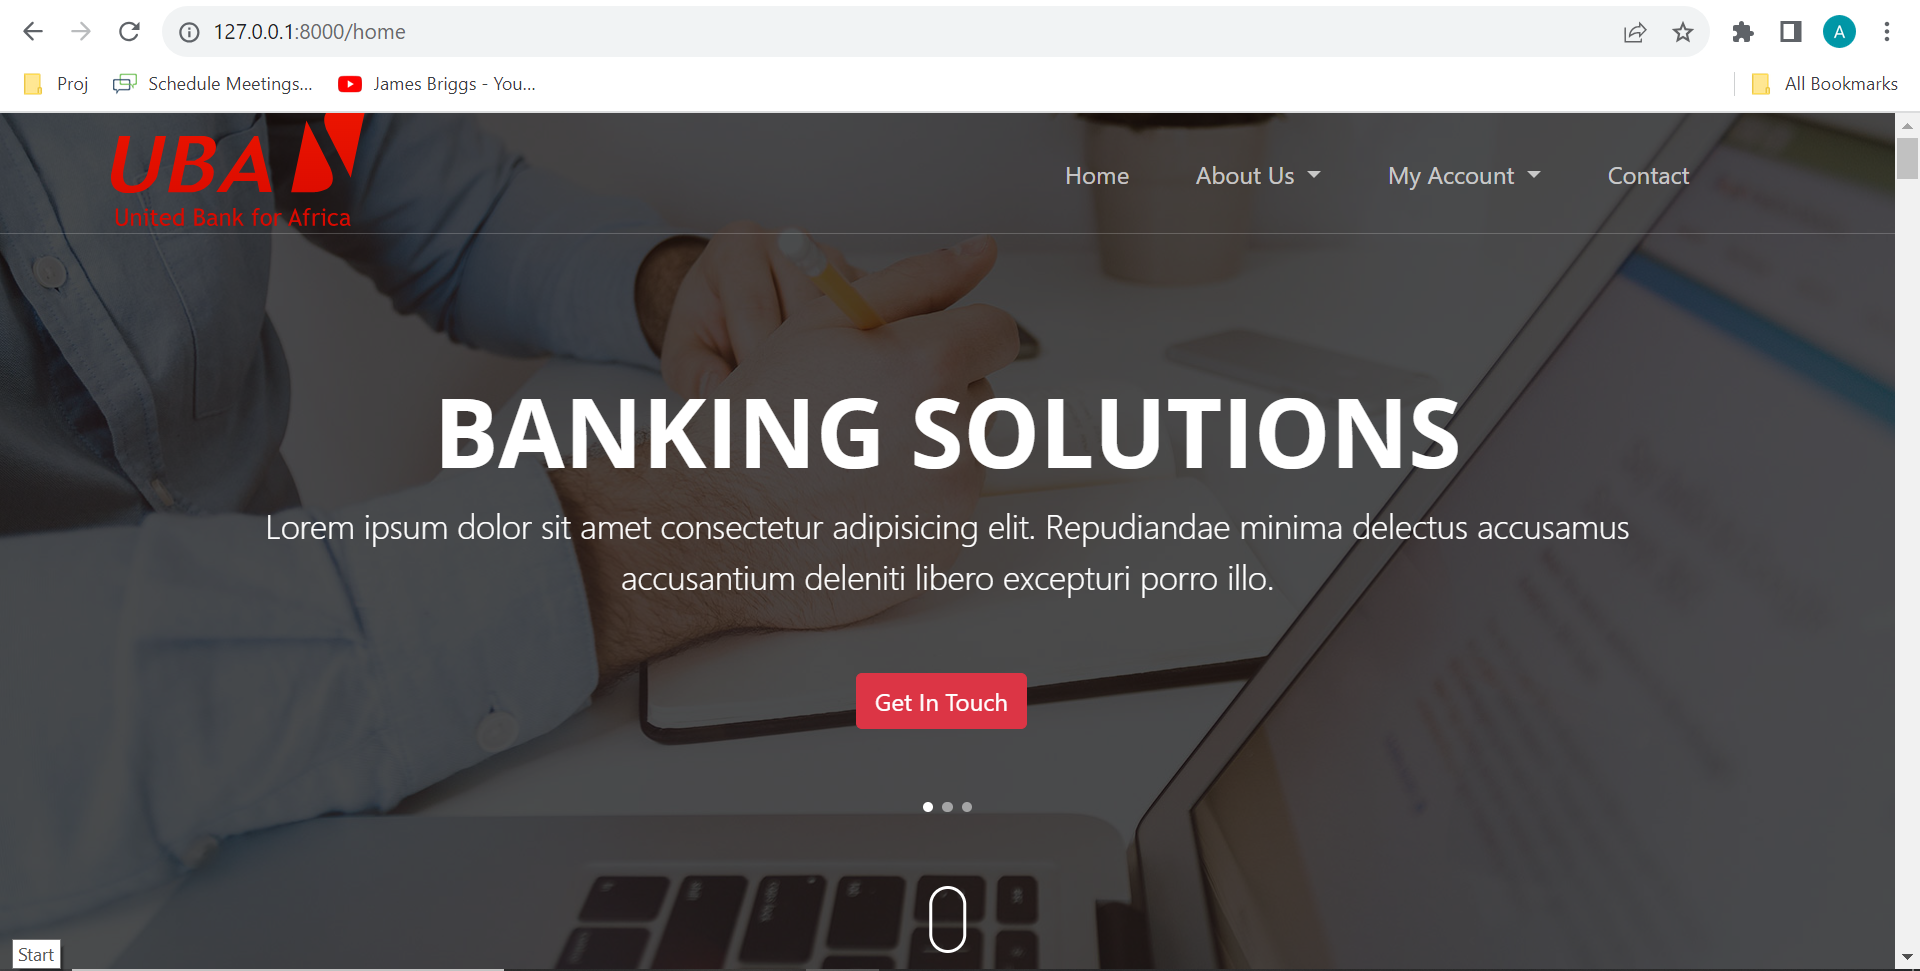 127.0.0.1:8000/home
A
Proj
Schedule Meetings...
James Briggs - You...
All Bookmarks
UBA
United Bank for Africa
Home
About Us
My Account
Contact
BANKING SOLUTIONS
Lorem ipsum dolor sit amet consectetur adipisicing elit. Repudiandae minima delectus accusamus
accusantium deleniti libero excepturi porro illo.
Get In Touch
Start